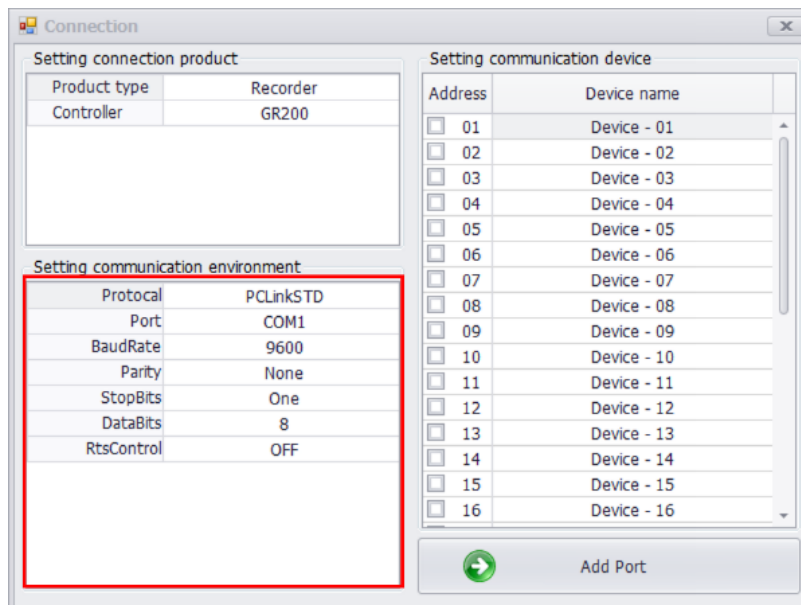 Connection
Setting connection product
Product type Recorder
Controller GR200
Setting communication environment
Protocal PCLinkSTD
Port COM1
BaudRate 9600
Parity None
StopBits One
DataBits 8
RtsControl OFF
Setting communication device
Address Device name
01 Device - 01
02 Device - 02
03 Device - 03
04 Device - 04
05 Device - 05
06 Device - 06
07 Device - 07
08 Device - 08
09 Device - 09
10 Device - 10
11 Device - 11
12 Device - 12
13 Device - 13
14 Device - 14
15 Device - 15
16 Device - 16
Add Port